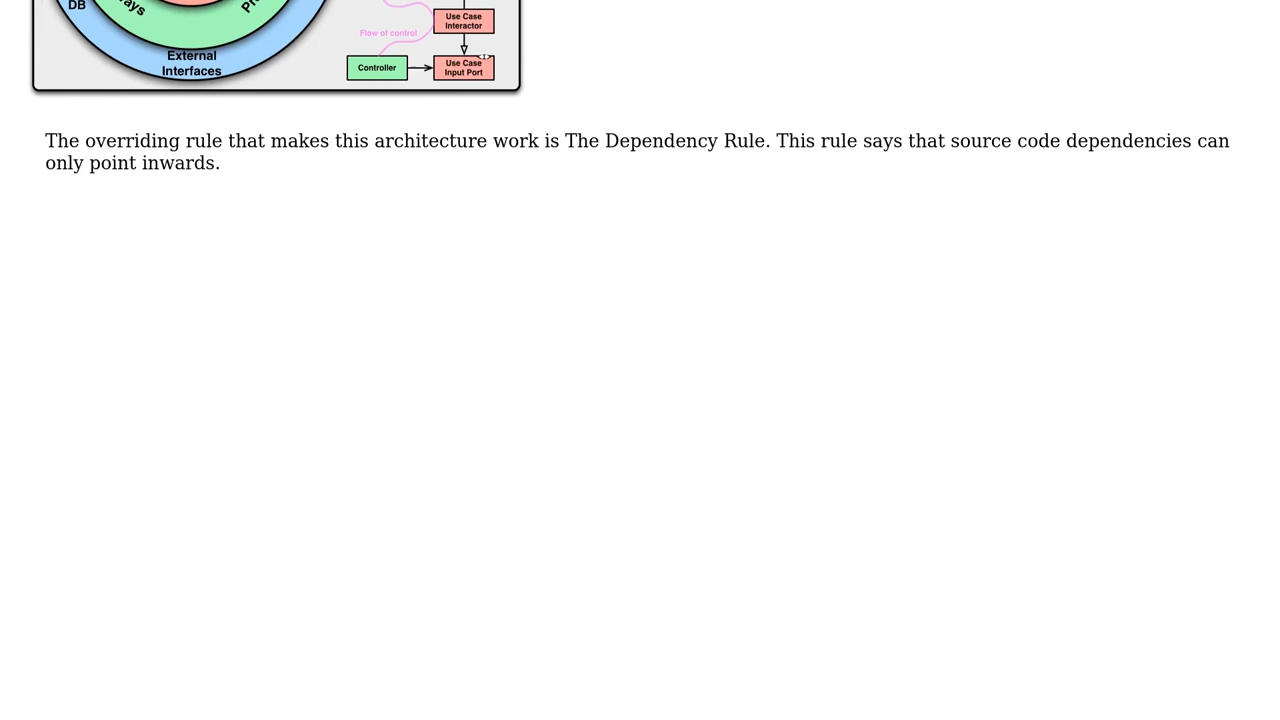 DB
External
Interfaces
Use Case
Interactor
Flow of control
Controller
Use Case
Input Port
The overriding rule that makes this architecture work is The Dependency Rule. This rule says that source code dependencies can
only point inwards.